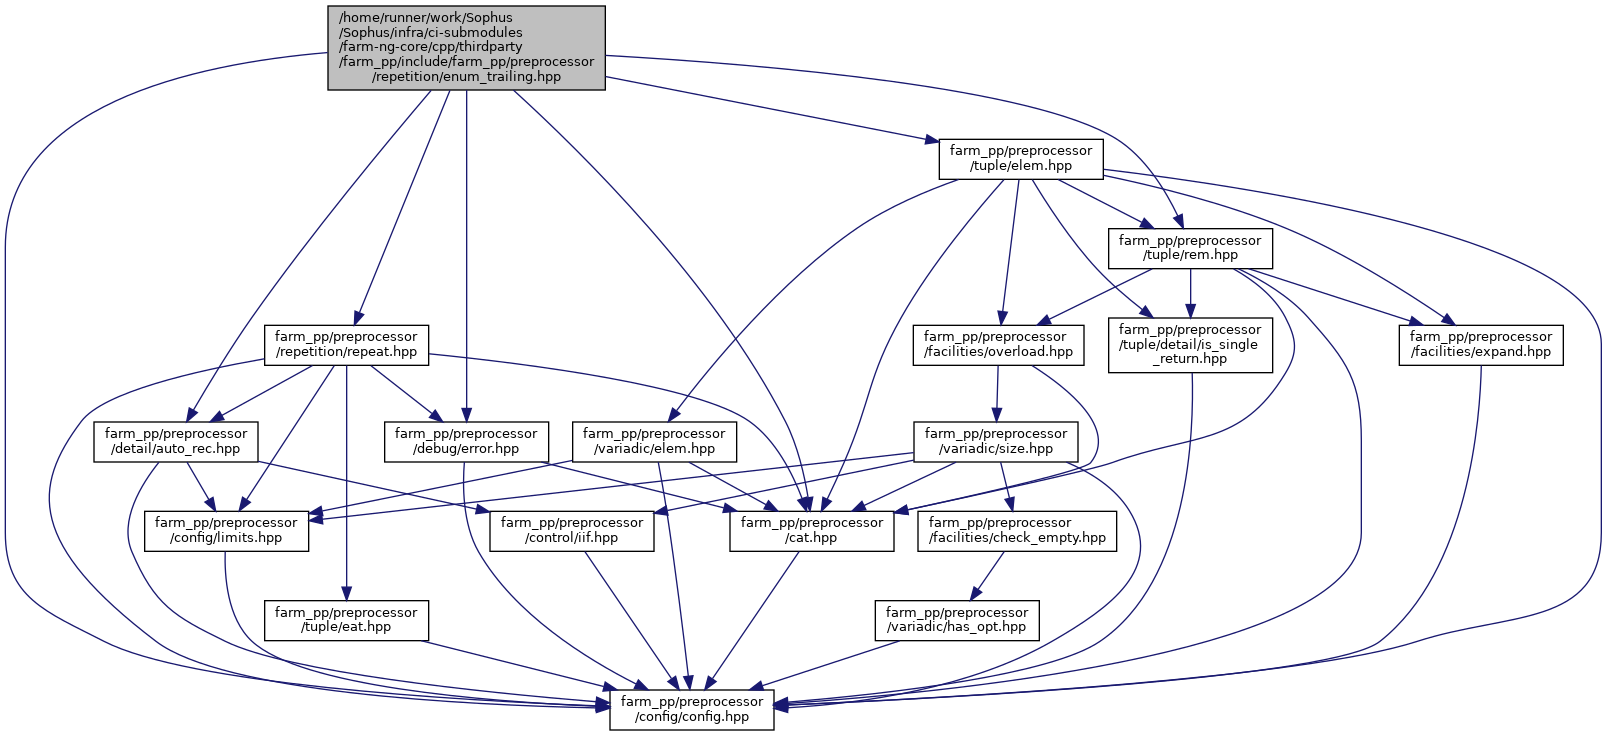 /home/runner/work/Sophus
/Sophus/infra/ci-submodules
/farm-ng-core/cpp/thirdparty
/farm_pp/include/farm_pp/preprocessor
/repetition/enum_trailing.hpp
farm_pp/preprocessor
/tuple/elem.hpp
farm_pp/preprocessor
/tuple/rem.hpp
farm_pp/preprocessor
/repetition/repeat.hpp
farm_pp/preprocessor
/facilities/overload.hpp
farm_pp/preprocessor
/tuple/detail/is_single
_return.hpp
farm_pp/preprocessor
/facilities/expand.hpp
farm_pp/preprocessor
/detail/auto_rec.hpp
farm_pp/preprocessor
/debug/error.hpp
farm_pp/preprocessor
/variadic/elem.hpp
farm_pp/preprocessor
/variadic/size.hpp
farm_pp/preprocessor
/config/limits.hpp
farm_pp/preprocessor
/control/iif.hpp
farm_pp/preprocessor
/cat.hpp
farm_pp/preprocessor
/facilities/check_empty.hpp
farm_pp/preprocessor
/tuple/eat.hpp
farm_pp/preprocessor
/variadic/has_opt.hpp
farm_pp/preprocessor
/config/config.hpp